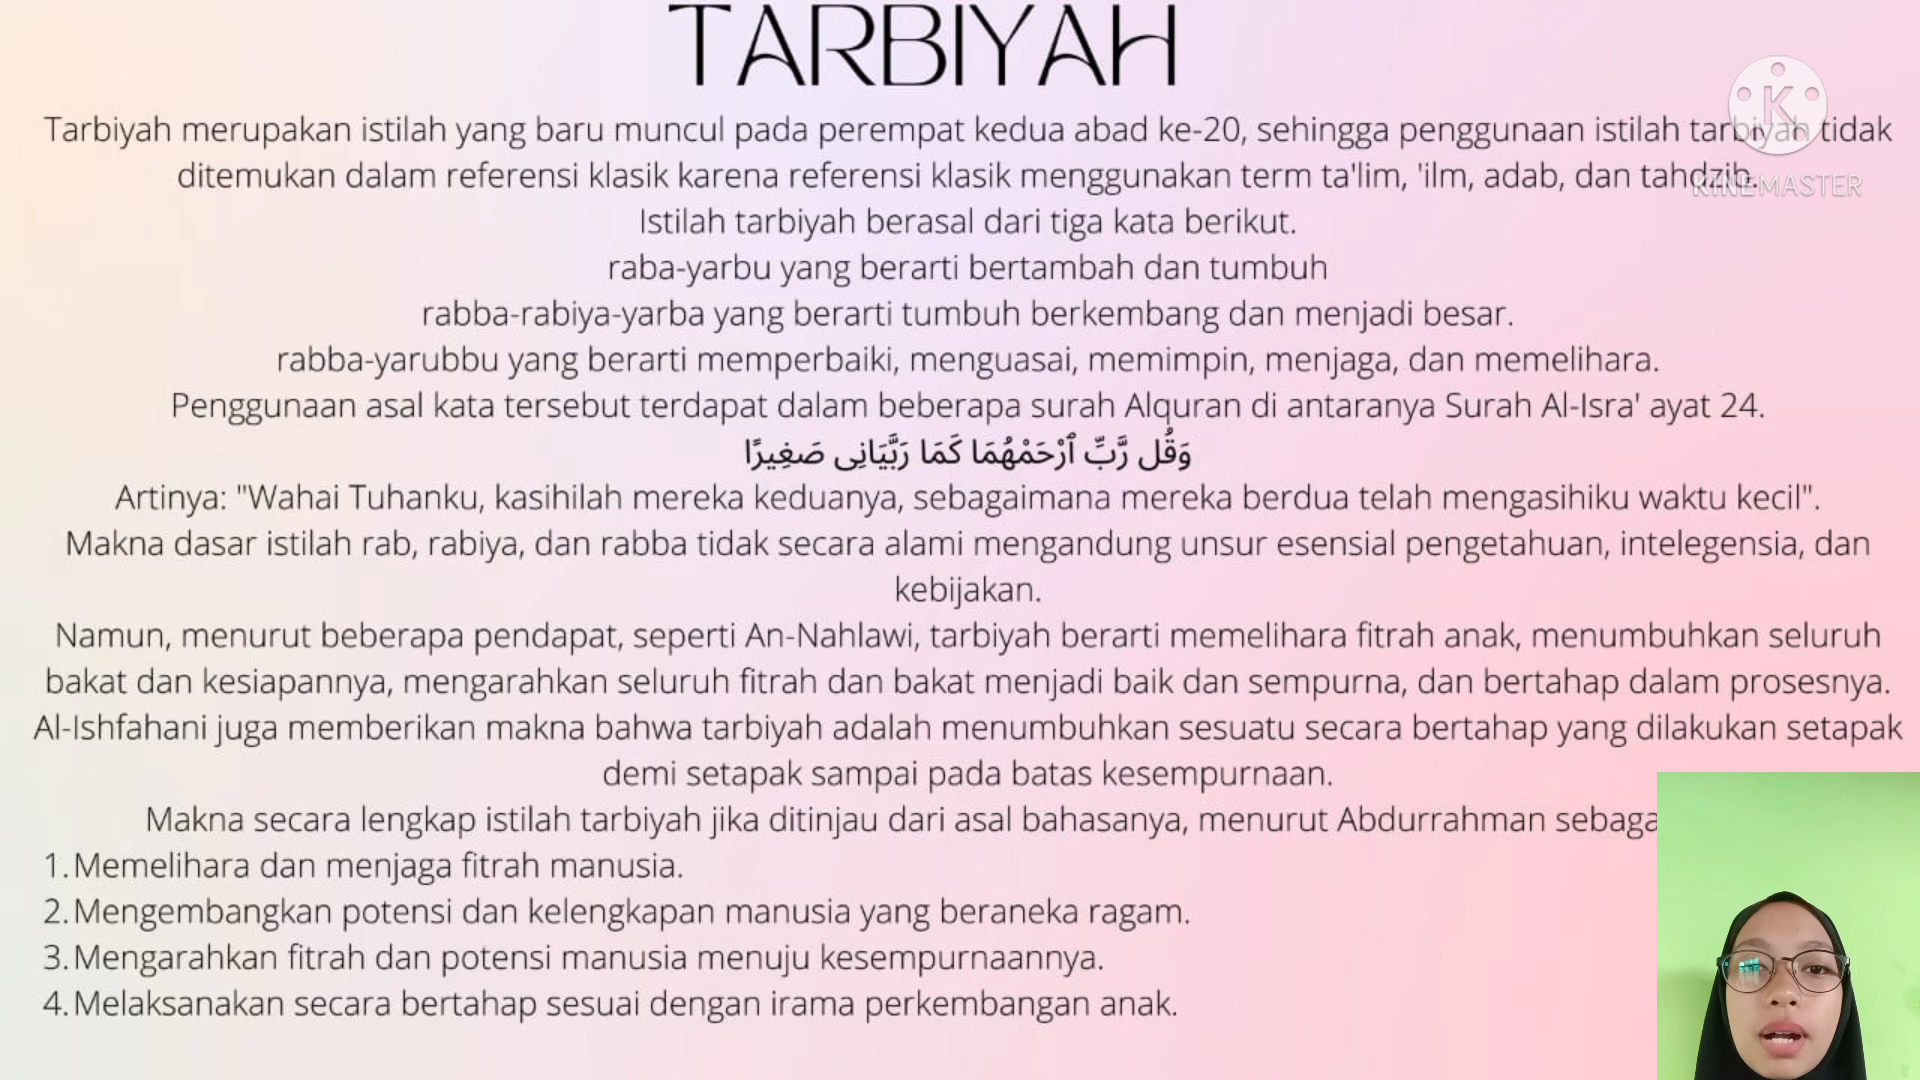 TARBIYAH
Tarbiyah merupakan istilah yang baru muncul pada perempat kedua abad ke-20, sehingga penggunaan istilah tarbiyah tidak
ditemukan dalam referensi klasik karena referensi klasik menggunakan term ta'lim, 'ilm, adab, dan tahdzib.
KINEMASTER
Istilah tarbiyah berasal dari tiga kata berikut.
raba-yarbu yang berarti bertambah dan tumbuh
rabba-rabiya-yarba yang berarti tumbuh berkembang dan menjadi besar.
rabba-yarubbu yang berarti memperbaiki, menguasai, memimpin, menjaga, dan memelihara.
Penggunaan asal kata tersebut terdapat dalam beberapa surah Alquran di antaranya Surah Al-Isra' ayat 24.
وَقُل رَّبِّ ٱرْحَمْهُمَا كَمَا رَبَّيَانِى صَغِيرًا
Artinya: "Wahai Tuhanku, kasihilah mereka keduanya, sebagaimana mereka berdua telah mengasihiku waktu kecil".
Makna dasar istilah rab, rabiya, dan rabba tidak secara alami mengandung unsur esensial pengetahuan, intelegensia, dan
kebijakan.
Namun, menurut beberapa pendapat, seperti An-Nahlawi, tarbiyah berarti memelihara fitrah anak, menumbuhkan seluruh
bakat dan kesiapannya, mengarahkan seluruh fitrah dan bakat menjadi baik dan sempurna, dan bertahap dalam prosesnya.
Al-Ishfahani juga memberikan makna bahwa tarbiyah adalah menumbuhkan sesuatu secara bertahap yang dilakukan setapak
demi setapak sampai pada batas kesempurnaan.
Makna secara lengkap istilah tarbiyah jika ditinjau dari asal bahasanya, menurut Abdurrahman sebaga
1. Memelihara dan menjaga fitrah manusia.
2. Mengembangkan potensi dan kelengkapan manusia yang beraneka ragam.
3. Mengarahkan fitrah dan potensi manusia menuju kesempurnaannya.
4. Melaksanakan secara bertahap sesuai dengan irama perkembangan anak.